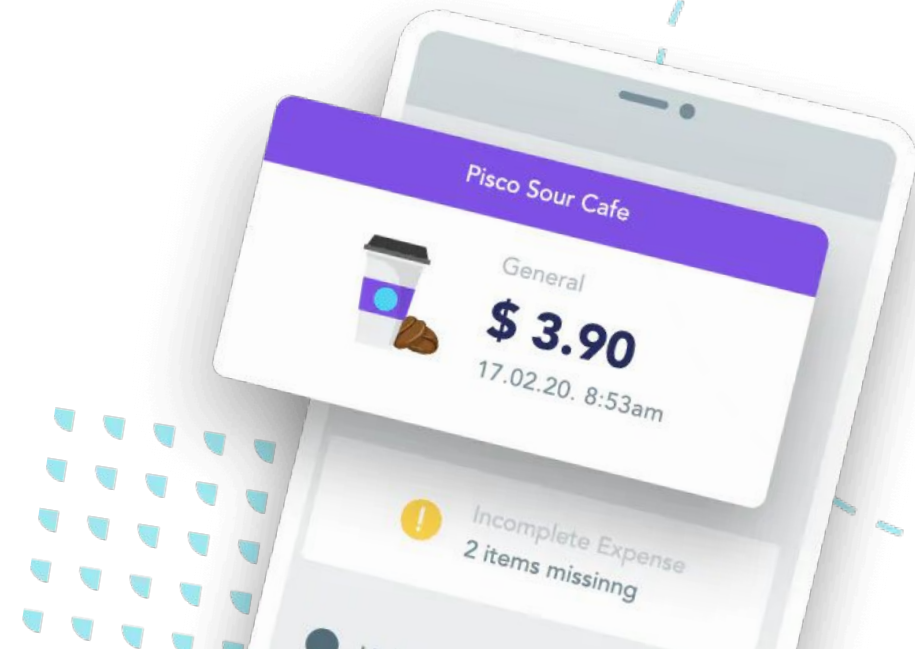 Pisco Sour Cafe
General
$ 3.90
17.02.20. 8:53am
Incomplete Expense
2 items missinng